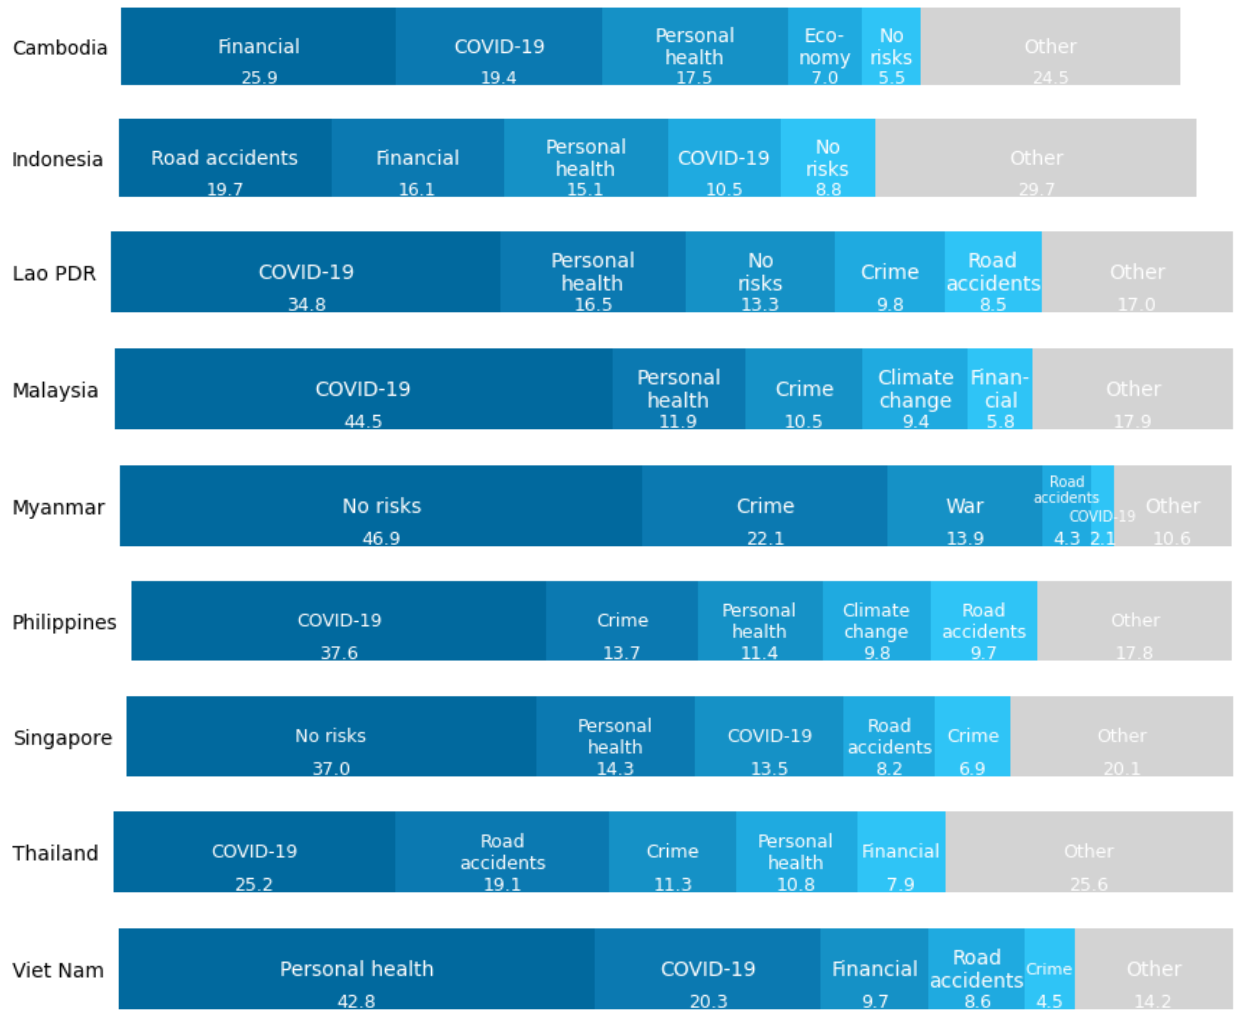 Cambodia
Financial
25.9
COVID-19
19.4
Personal
health
17.5
Eco-
nomy
7.0
No
risks
5.5
Other
24.5
Indonesia
Road accidents
19.7
Financial
16.1
Personal
health
15.1
COVID-19
10.5
No
risks
8.8
Other
29.7
Lao PDR
COVID-19
34.8
Personal
health
16.5
No
risks
13.3
Crime
9.8
Road
accidents
8.5
Other
17.0
Malaysia
COVID-19
44.5
Personal
health
11.9
Crime
10.5
Climate
change
9.4
Finan-
cial
5.8
Other
17.9
Myanmar
No risks
46.9
Crime
22.1
War
13.9
Road
accidents
4.3
COVID-19
2.1
Other
10.6
Philippines
COVID-19
37.6
Crime
13.7
Personal
health
11.4
Climate
change
9.8
Road
accidents
9.7
Other
17.8
Singapore
No risks
37.0
Personal
health
14.3
COVID-19
13.5
Road
accidents
8.2
Crime
6.9
Other
20.1
Thailand
COVID-19
25.2
Road
accidents
19.1
Crime
11.3
Personal
health
10.8
Financial
7.9
Other
25.6
Viet Nam
Personal health
42.8
COVID-19
20.3
Financial
9.7
Road
accidents
8.6
Crime
4.5
Other
14.2